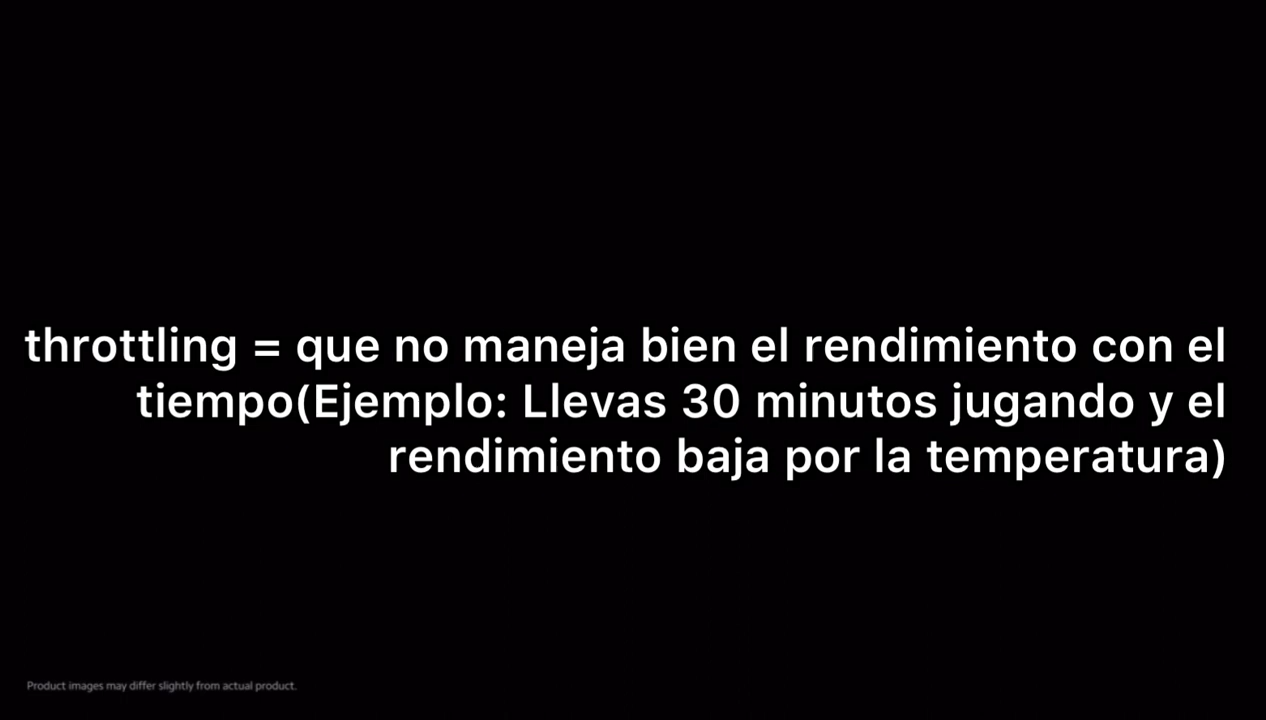 throttling = que no maneja bien el rendimiento con el
tiempo(Ejemplo: Llevas 30 minutos jugando y el
rendimiento baja por la temperatura)
Product images may differ slightly from actual product.